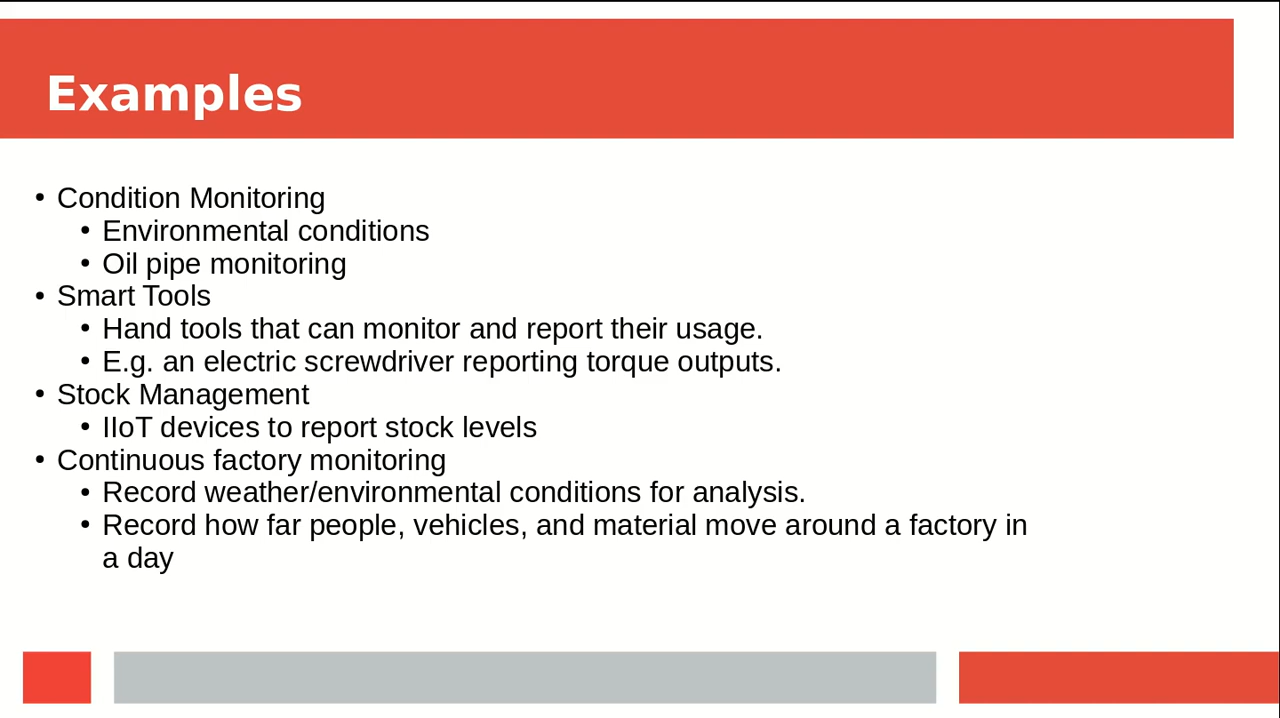 Examples
• Condition Monitoring
• Environmental conditions
• Oil pipe monitoring
• Smart Tools
• Hand tools that can monitor and report their usage.
• E.g. an electric screwdriver reporting torque outputs.
• Stock Management
• IIoT devices to report stock levels
• Continuous factory monitoring
• Record weather/environmental conditions for analysis.
• Record how far people, vehicles, and material move around a factory in
a day